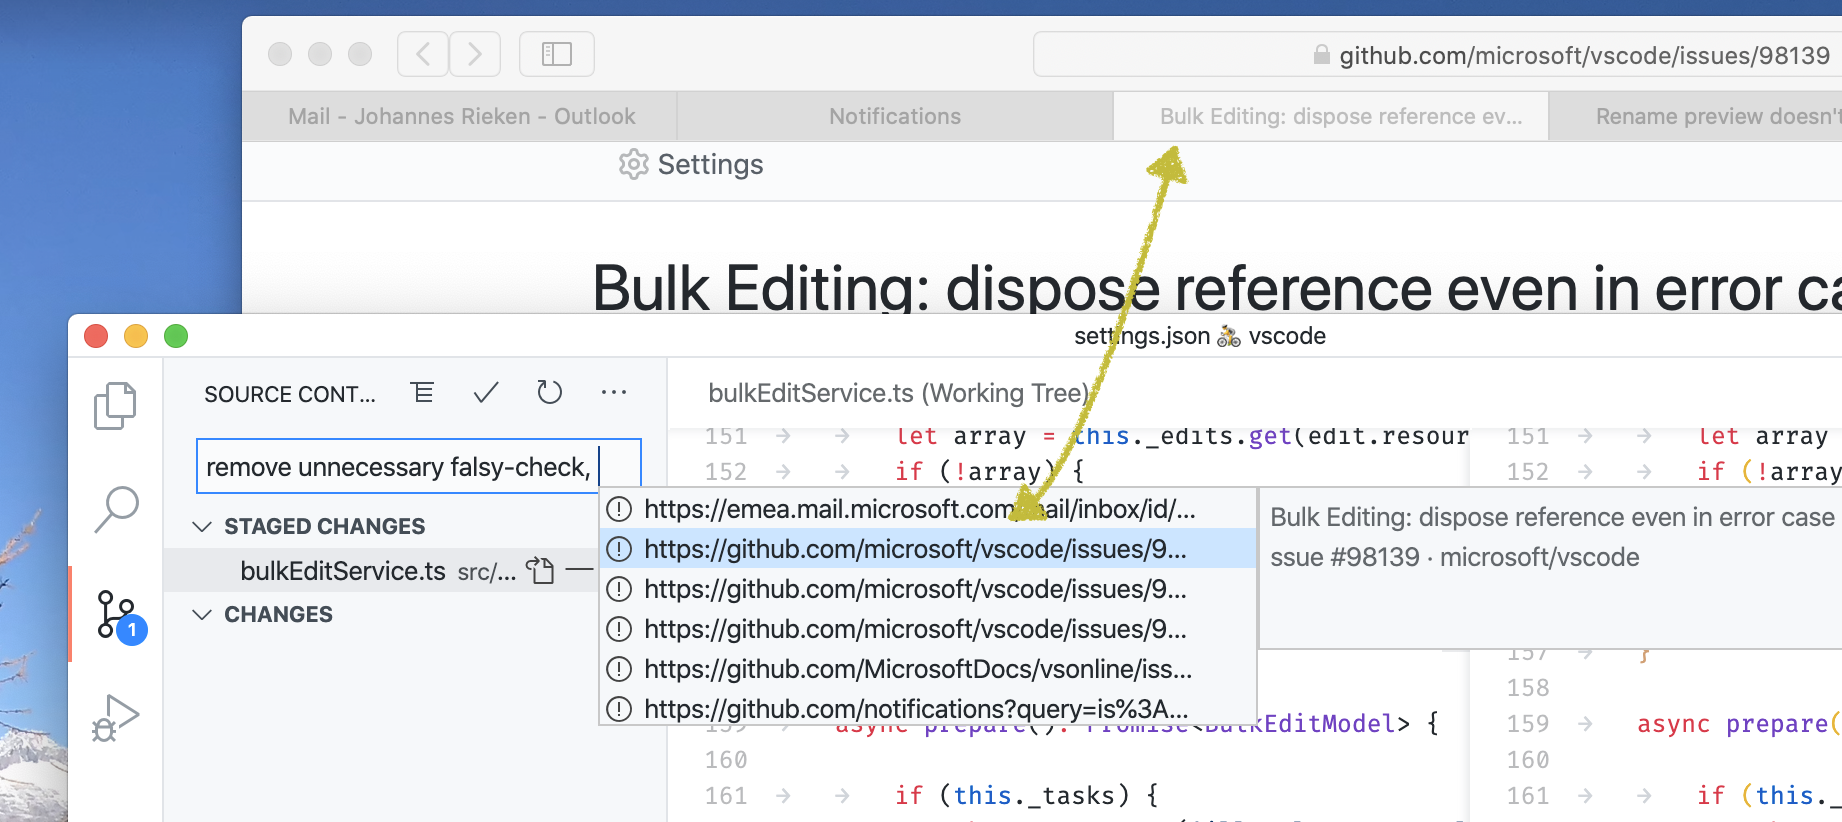 github.com/microsoft/vscode/issues/98139
Mail - Johannes Rieken - Outlook
Notifications
Bulk Editing: dispose reference ev...
Rename preview doesn't
Settings
Bulk Editing: dispose reference even in error ca
settings.json 🚴 vscode
SOURCE CONT...
bulkEditService.ts (Working Tree)
remove unnecessary falsy-check,
STAGED CHANGES
bulkEditService.ts src/...
CHANGES
1
151 let array = this._edits.get(edit.resour
152 if (!array) {
151 let array
152 if (!array
https://emea.mail.microsoft.com/mail/inbox/id/...
https://github.com/microsoft/vscode/issues/9...
https://github.com/microsoft/vscode/issues/9...
https://github.com/microsoft/vscode/issues/9...
https://github.com/MicrosoftDocs/vsonline/iss...
https://github.com/notifications?query=is%3A...
Bulk Editing: dispose reference even in error case
ssue #98139 · microsoft/vscode
159 async prepare(): Promise<BulkEditModel> {
160
161 if (this._tasks) {
157 }
158
159 async prepare(
160
161 if (this._